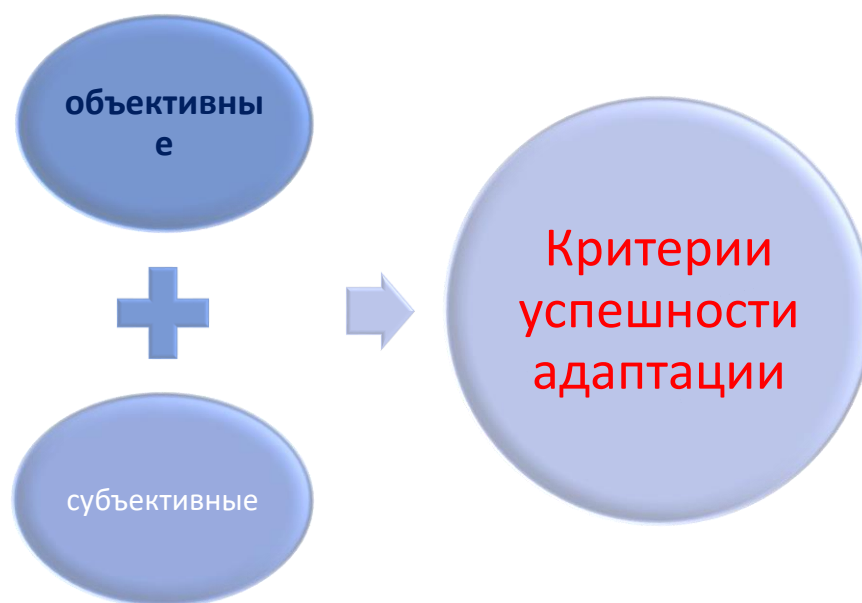 объективны
е
субъективные
Критерии
успешности
адаптации